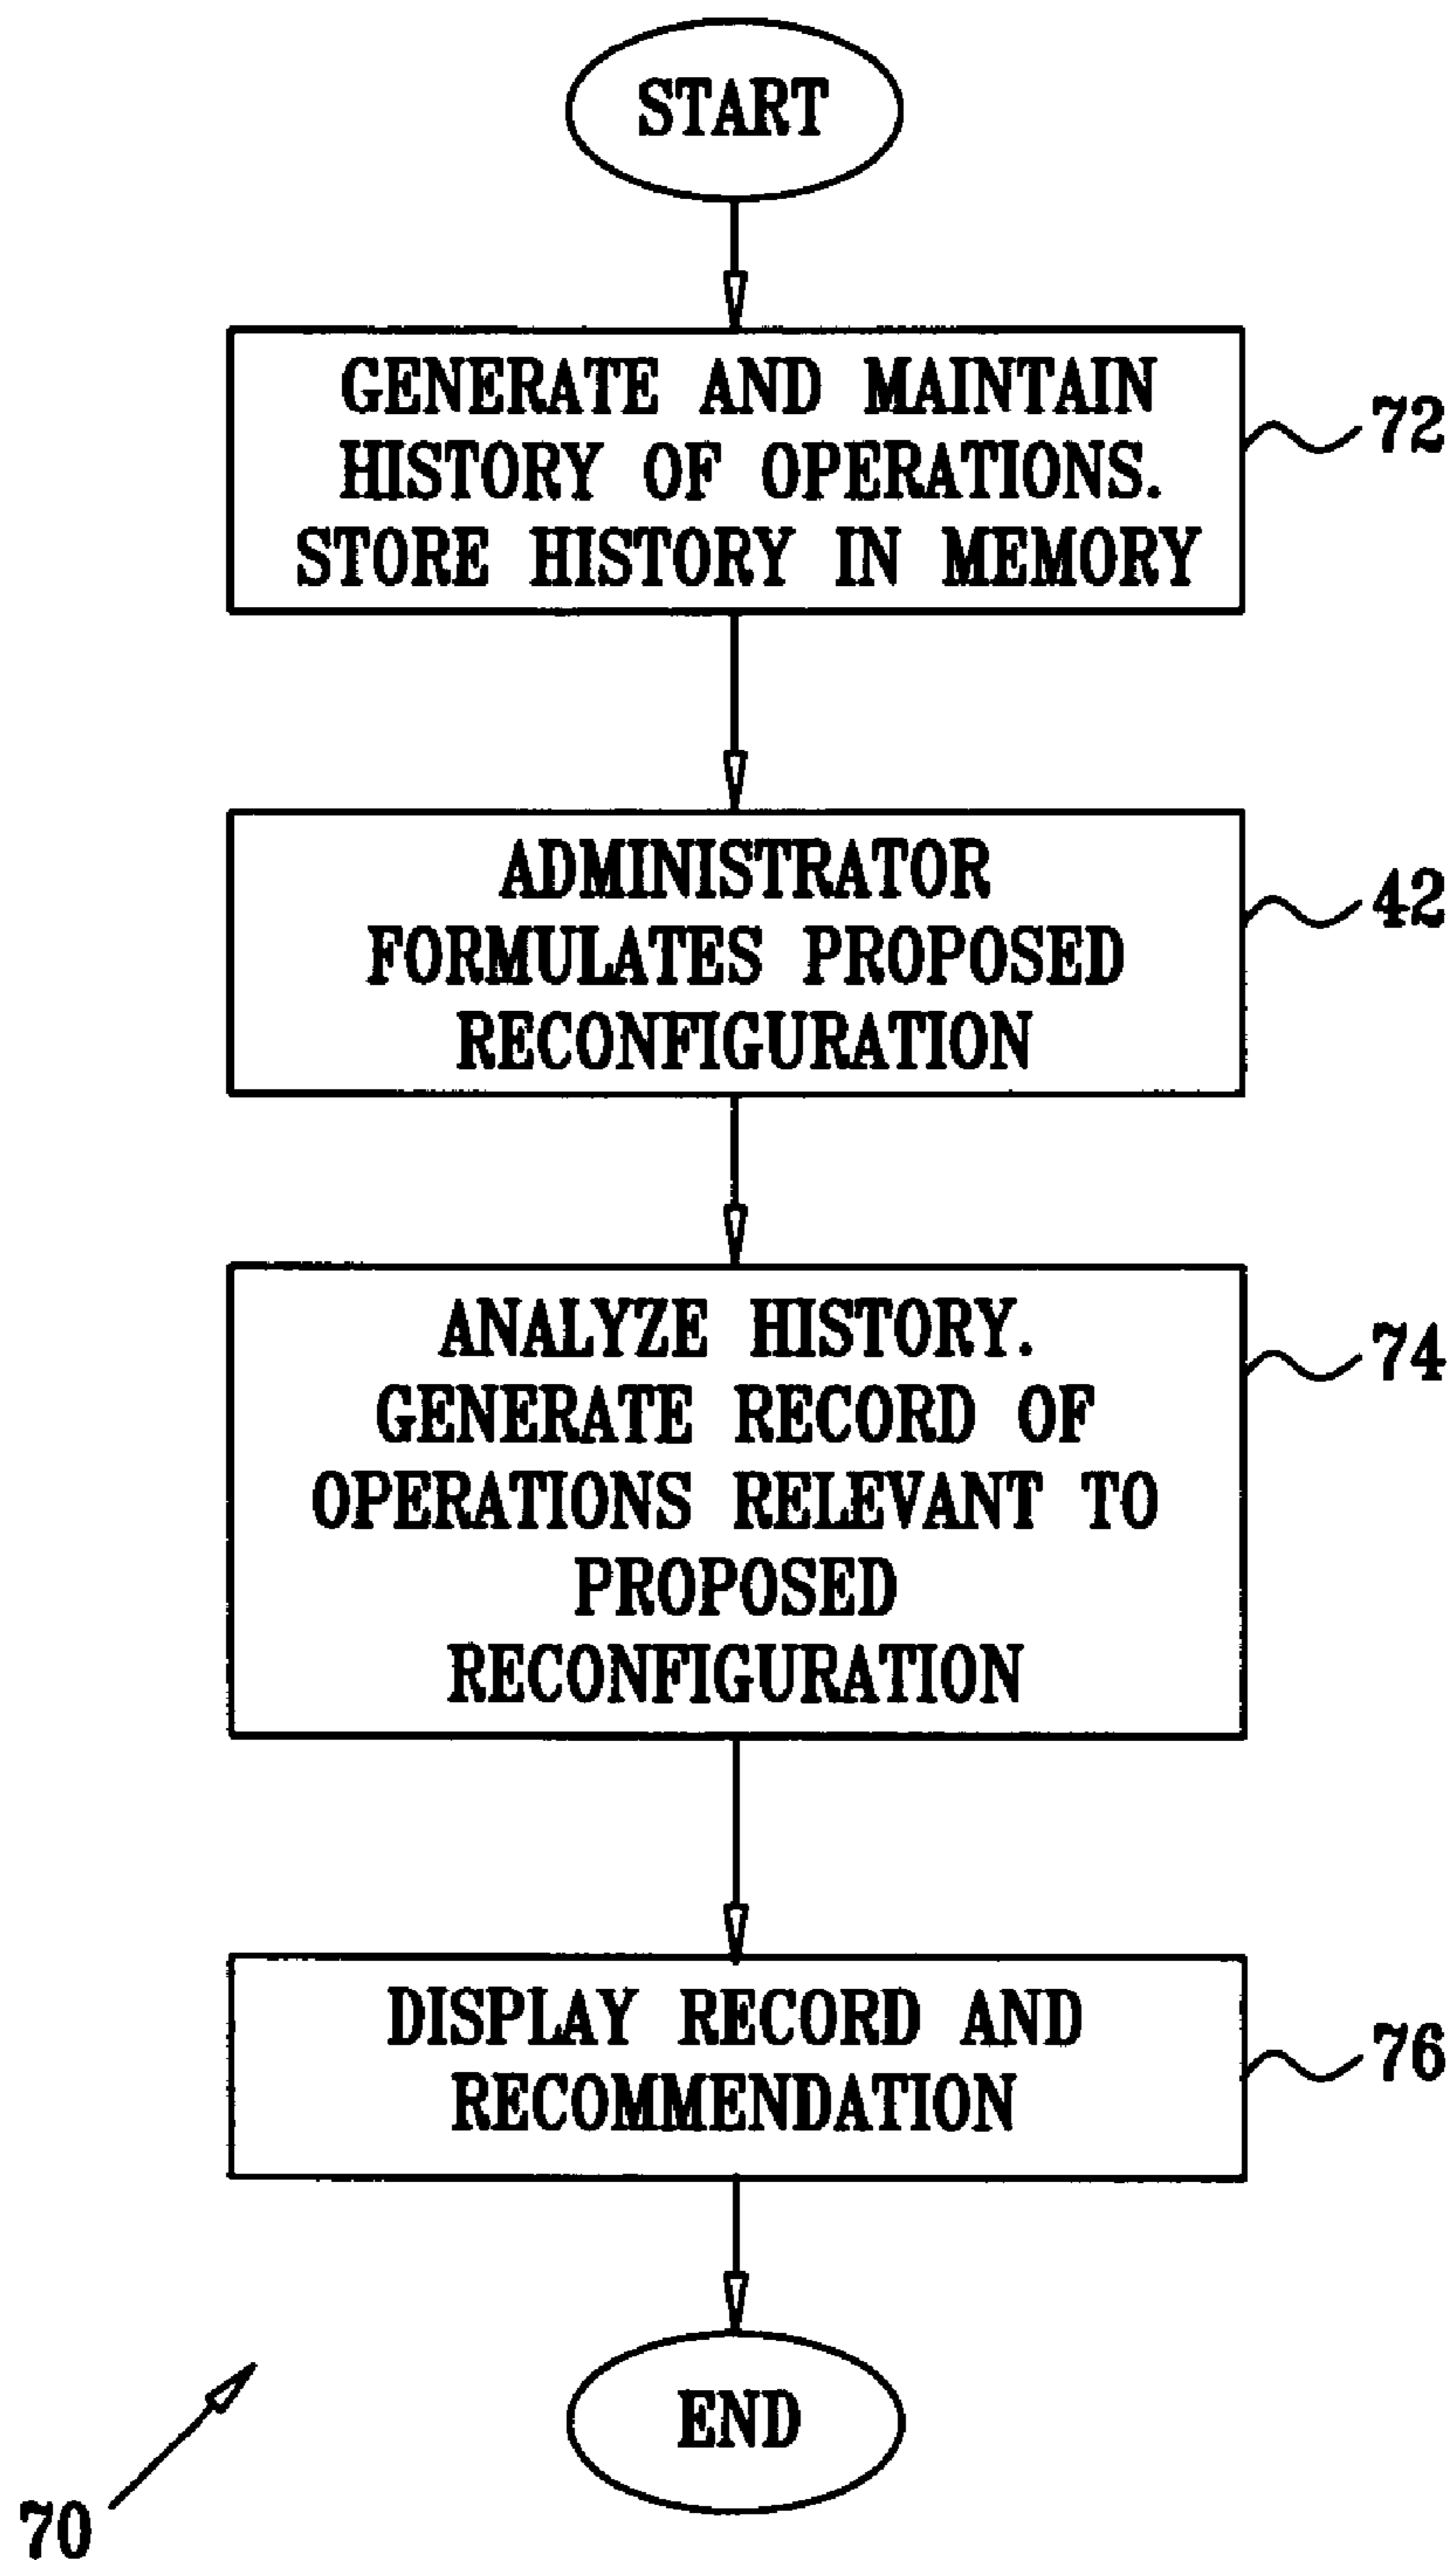 START
GENERATE AND MAINTAIN
HISTORY OF OPERATIONS.
STORE HISTORY IN MEMORY
72
ADMINISTRATOR
FORMULATES PROPOSED
RECONFIGURATION
42
ANALYZE HISTORY.
GENERATE RECORD OF
OPERATIONS RELEVANT TO
PROPOSED
RECONFIGURATION
74
DISPLAY RECORD AND
RECOMMENDATION
76
END
70